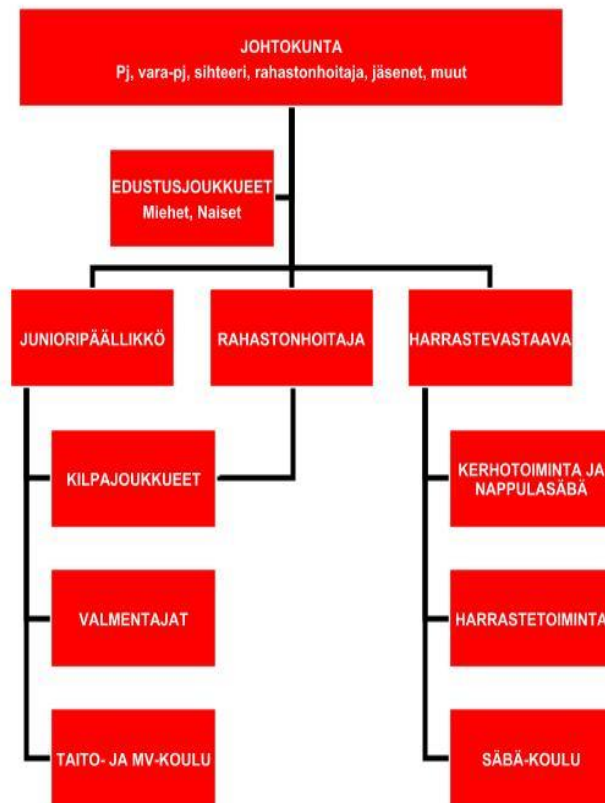 JOHTOKUNTA
Pj, vara-pj, sihteeri, rahastonhoitaja, jäsenet, muut
EDUSTUSJOUKKUEET
Miehet, Naiset
JUNIORIPÄÄLLIKKÖ
RAHASTONHOITAJA
HARRASTEVASTAAVA
KILPAJOUKKUEET
KERHOTOIMINTA JA
NAPPULASÄBÄ
VALMENTAJAT
HARRASTETOIMINTA
TAITO- JA MV-KOULU
SÄBÄ-KOULU